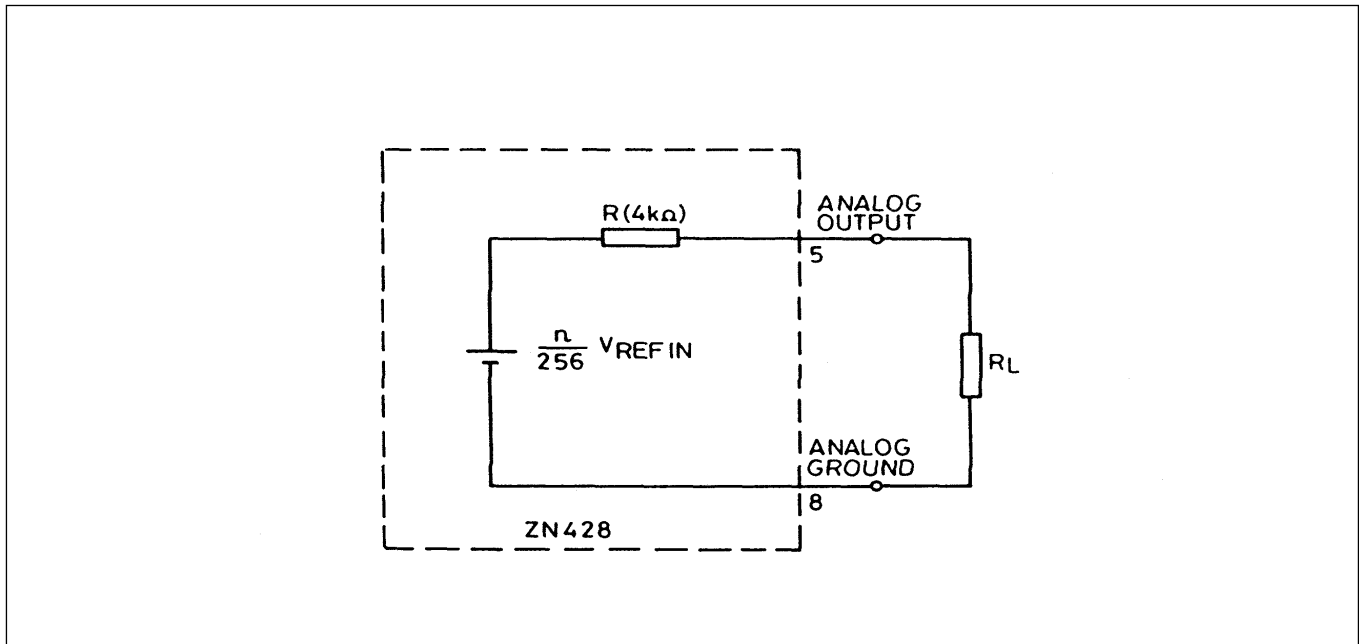 R(4kΩ)
ANALOG
OUTPUT
5
n
256
VREF IN
RL
ANALOG
GROUND
8
ZN428